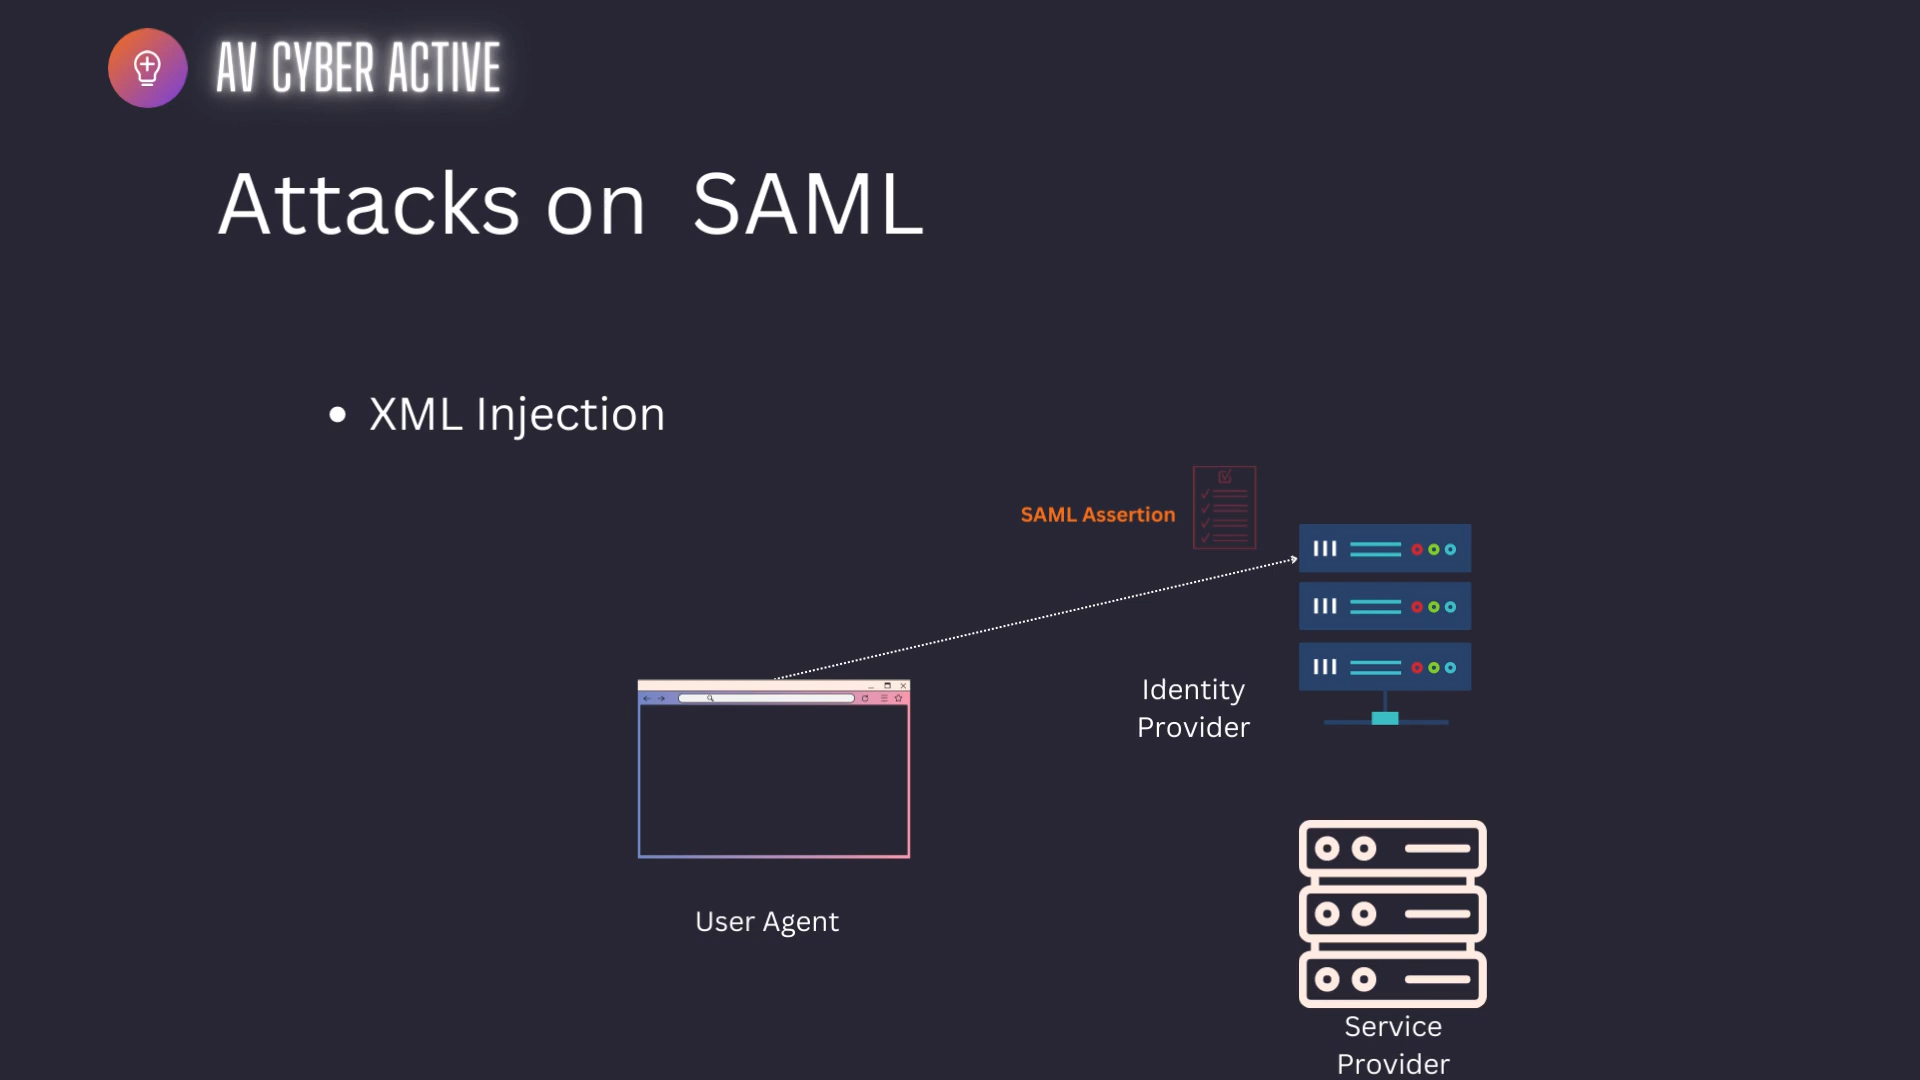 AV CYBER ACTIVE
Attacks on  SAML
• XML Injection
SAML Assertion
Identity
Provider
User Agent
Service
Provider